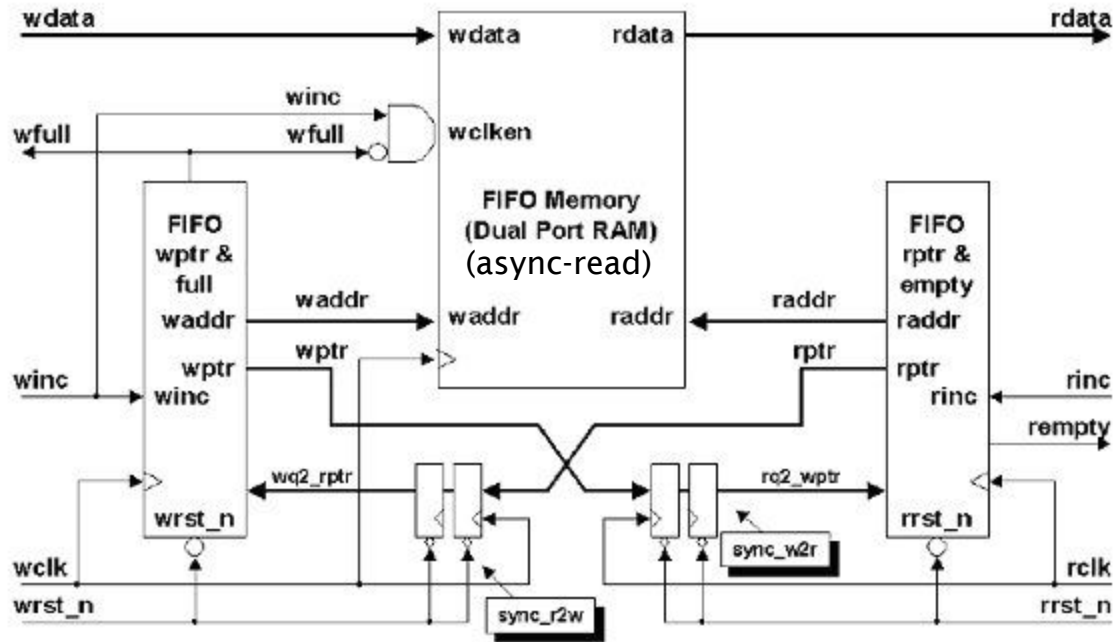 wdata
rdata
wdata
rdata
winc
wclken
wfull
wfull
FIFO Memory
(Dual Port RAM)
(async-read)
FIFO
wptr &
full
FIFO
rptr &
empty
waddr
waddr
waddr
raddr
raddr
raddr
wptr
wptr
rptr
rptr
winc
winc
rinc
rinc
rempty
wq2_rptr
rq2_wptr
wrst_n
rrst_n
sync_w2r
wclk
rclk
sync_r2w
wrst_n
rrst_n